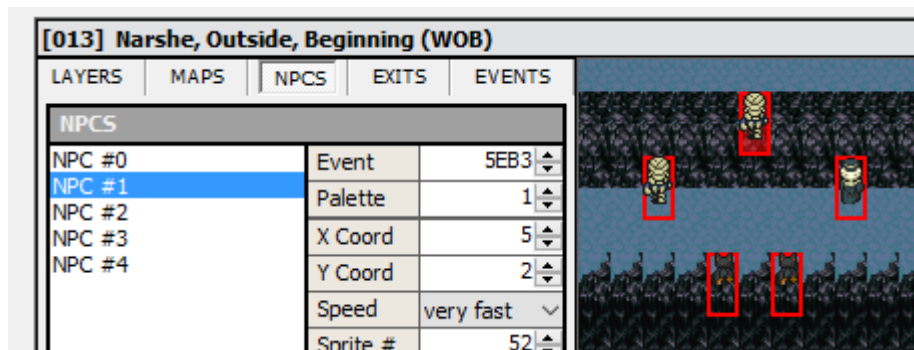 [013] Narshe, Outside, Beginning (WOB)
LAYERS MAPS NPCS EXITS EVENTS
NPCS
NPC #0 Event 5EB3
NPC #1 Palette 1
NPC #2
NPC #3 X Coord 5
NPC #4 Y Coord 2
Speed very fast
Sprite # 52